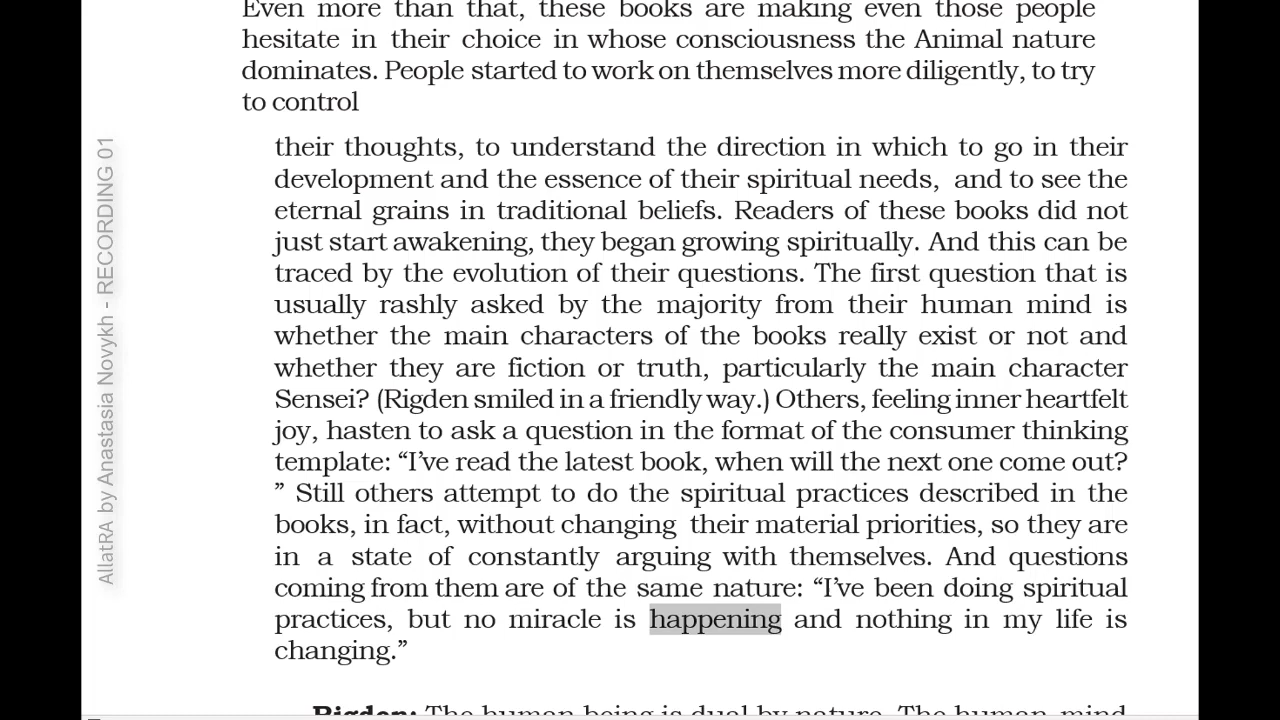 Even more than that, these books are making even those people
hesitate in their choice in whose consciousness the Animal nature
dominates. People started to work on themselves more diligently, to try
to control
their thoughts, to understand the direction in which to go in their
development and the essence of their spiritual needs, and to see the
eternal grains in traditional beliefs. Readers of these books did not
just start awakening, they began growing spiritually. And this can be
traced by the evolution of their questions. The first question that is
usually rashly asked by the majority from their human mind is
whether the main characters of the books really exist or not and
whether they are fiction or truth, particularly the main character
Sensei? (Rigden smiled in a friendly way.) Others, feeling inner heartfelt
joy, hasten to ask a question in the format of the consumer thinking
template: “I’ve read the latest book, when will the next one come out?
” Still others attempt to do the spiritual practices described in the
books, in fact, without changing their material priorities, so they are
in a state of constantly arguing with themselves. And questions
coming from them are of the same nature: “I’ve been doing spiritual
practices, but no miracle is happening and nothing in my life is
changing.”
Rigden: The human being is dual by nature. The human mind
AllatRA by Anastasia Novykh - RECORDING 01